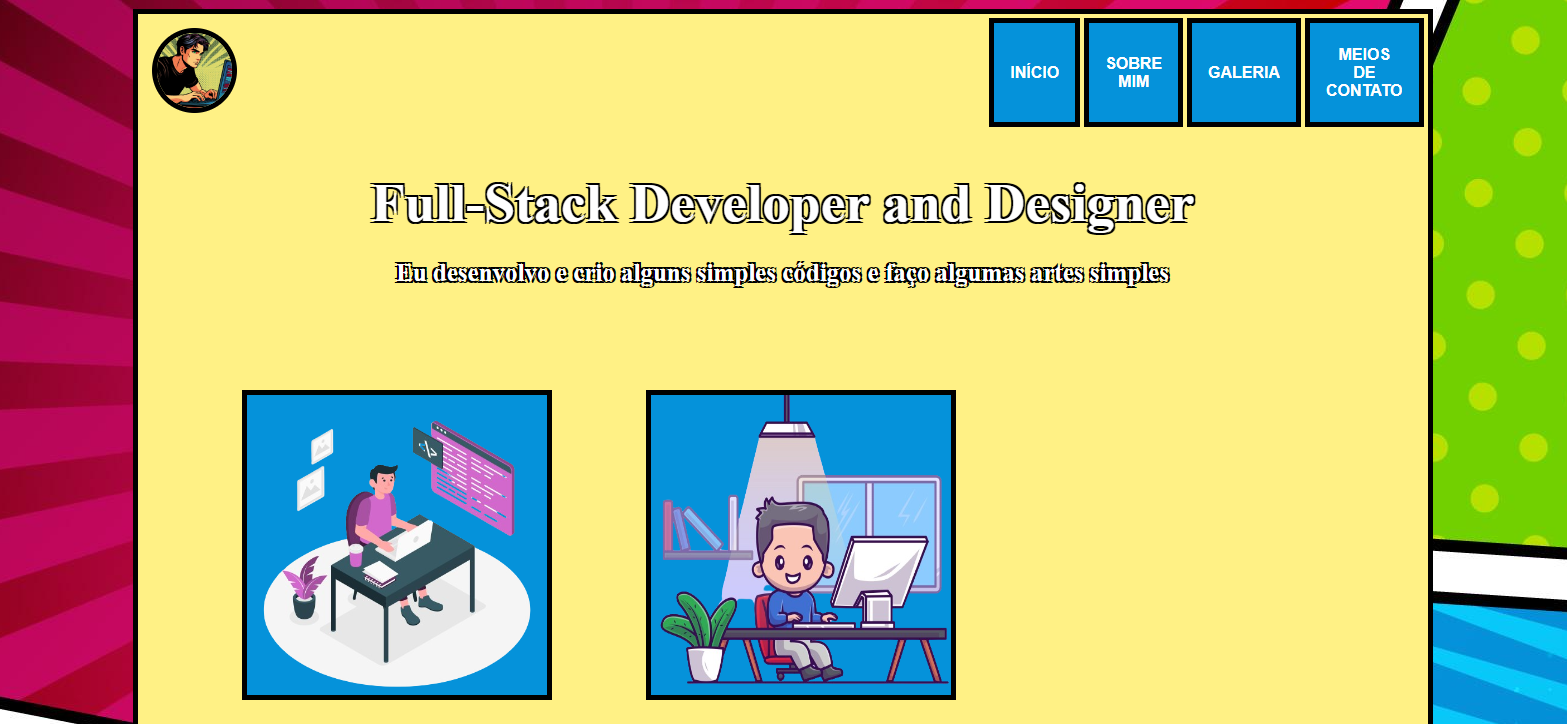 INÍCIO
SOBRE
MIM
GALERIA
MEIOS
DE
CONTATO
Full-Stack Developer and Designer
Eu desenvolvo e crio alguns simples códigos e faço algumas artes simples